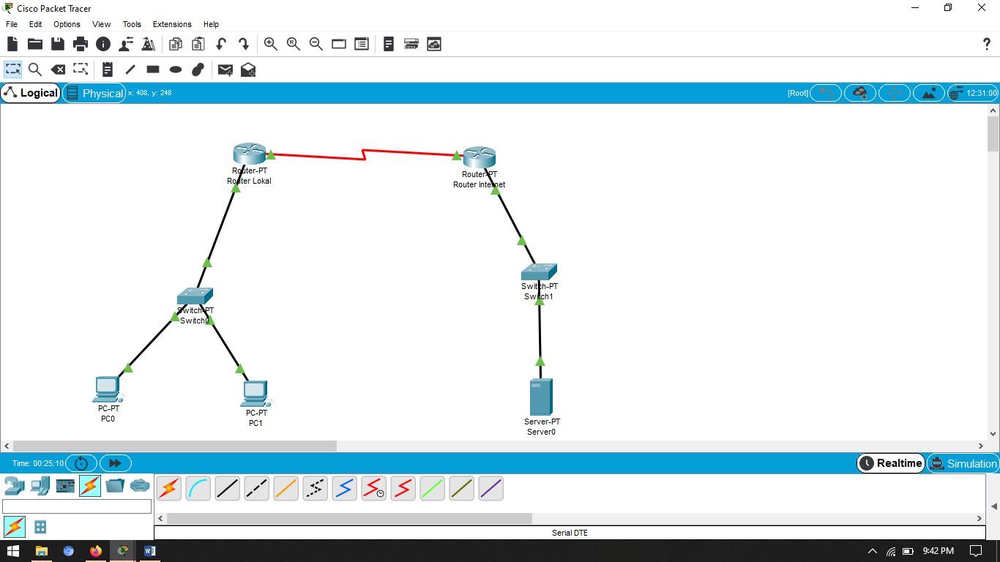 Cisco Packet Tracer
File Edit Options View Tools Extensions Help
Logical Physical x: 408, y: 248 [Root] 12:31:00
Router-PT
Router Lokal
Router-PT
Router Internet
Switch-PT
Switch1
Switch-PT
Switch0
PC-PT
PC0
PC-PT
PC1
Server-PT
Server0
Time: 00:25:10 Realtime Simulation
Serial DTE
9:42 PM